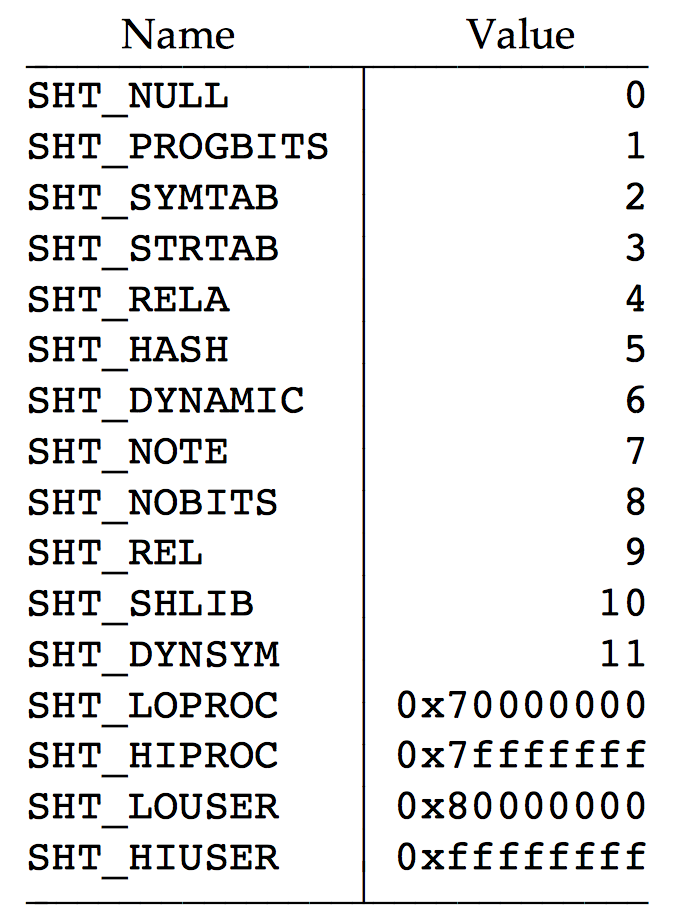 Name Value
SHT_NULL 0
SHT_PROGBITS 1
SHT_SYMTAB 2
SHT_STRTAB 3
SHT_RELA 4
SHT_HASH 5
SHT_DYNAMIC 6
SHT_NOTE 7
SHT_NOBITS 8
SHT_REL 9
SHT_SHLIB 10
SHT_DYNSYM 11
SHT_LOPROC 0x70000000
SHT_HIPROC 0x7fffffff
SHT_LOUSER 0x80000000
SHT_HIUSER 0xffffffff